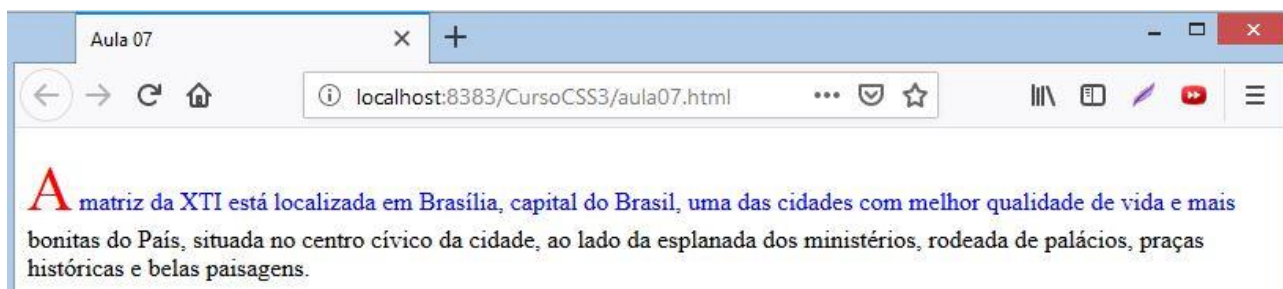 Aula 07
localhost:8383/CursoCSS3/aula07.html
A matriz da XTI está localizada em Brasília, capital do Brasil, uma das cidades com melhor qualidade de vida e mais
bonitas do País, situada no centro cívico da cidade, ao lado da esplanada dos ministérios, rodeada de palácios, praças
históricas e belas paisagens.